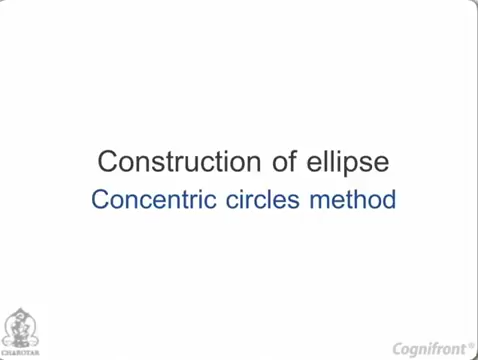 Construction of ellipse
Concentric circles method
CHAROTAR
Cognifront®